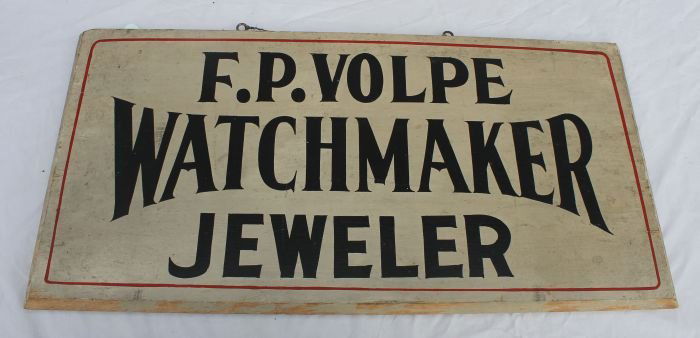 F.P. VOLPE
WATCHMAKER
JEWELER